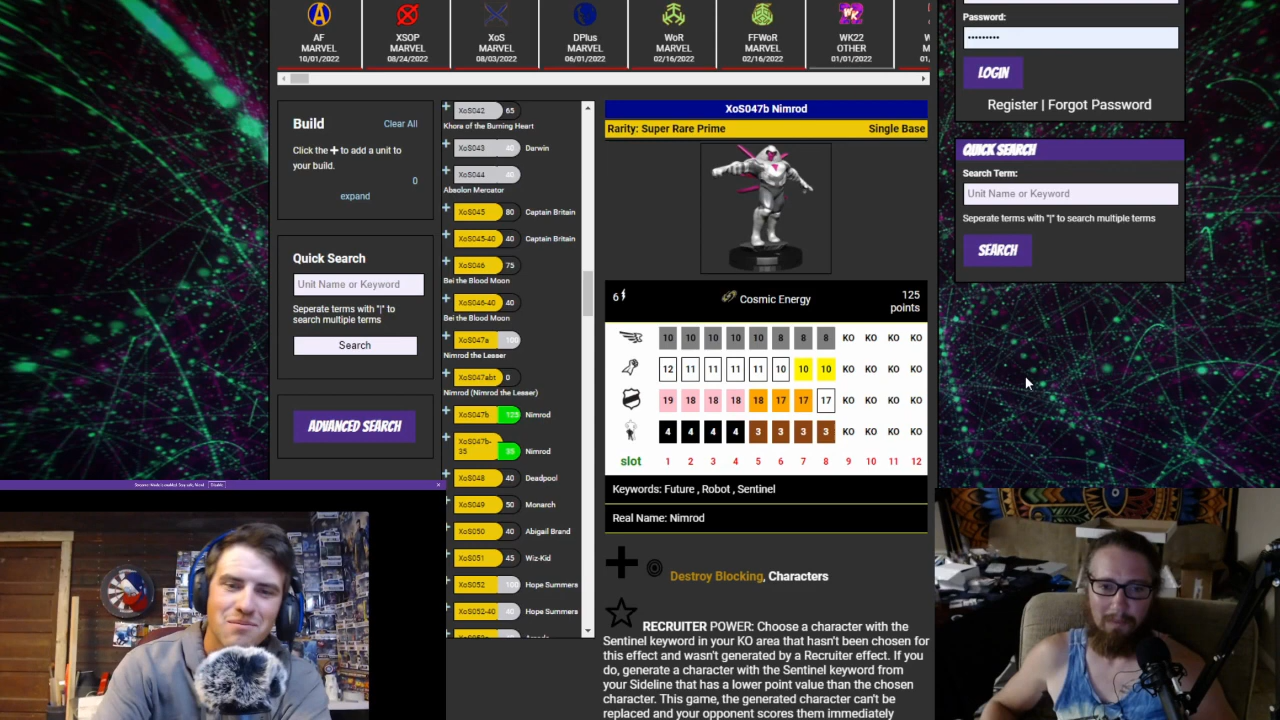 AF
MARVEL
10/01/2022
XSOP
MARVEL
08/24/2022
XoS
MARVEL
08/03/2022
DPlus
MARVEL
06/01/2022
WoR
MARVEL
02/16/2022
FFWoR
MARVEL
02/16/2022
WK
WK22
OTHER
01/01/2022
Build
Clear All
Click the + to add a unit to
your build.
0
expand
Quick Search
Unit Name or Keyword
Seperate terms with "|" to
search multiple terms
Search
ADVANCED SEARCH
XoS042 65
Khora of the Burning Heart
XoS043 40 Darwin
XoS044 40
Absolon Mercator
XoS045 80 Captain Britain
XoS045-40 40 Captain Britain
XoS046 75
Bei the Blood Moon
XoS046-40 40
Bei the Blood Moon
XoS047a 100
Nimrod the Lesser
XoS047abt 0
Nimrod (Nimrod the Lesser)
XoS047b 125 Nimrod
XoS047b-35 35 Nimrod
XoS048 40 Deadpool
XoS049 50 Monarch
XoS050 40 Abigail Brand
XoS051 45 Wiz-Kid
XoS052 100 Hope Summers
XoS052-40 40 Hope Summers
XoS047b Nimrod
Rarity: Super Rare Prime Single Base
6 Cosmic Energy 125
points
10 10 10 10 10 8 8 8 KO KO KO KO
12 11 11 11 11 10 10 10 KO KO KO KO
19 18 18 18 18 17 17 17 KO KO KO KO
4 4 4 4 3 3 3 3 KO KO KO KO
slot 1 2 3 4 5 6 7 8 9 10 11 12
Keywords: Future , Robot , Sentinel
Real Name: Nimrod
Destroy Blocking, Characters
RECRUITER POWER: Choose a character with the
Sentinel keyword in your KO area that hasn't been chosen for
this effect and wasn't generated by a Recruiter effect. If you
do, generate a character with the Sentinel keyword from
your Sideline that has a lower point value than the chosen
character. This game, the generated character can't be
replaced and your opponent scores them immediately
Password:
•••••••••
LOGIN
Register | Forgot Password
QUICK SEARCH
Search Term:
Unit Name or Keyword
Seperate terms with "|" to search multiple terms
SEARCH